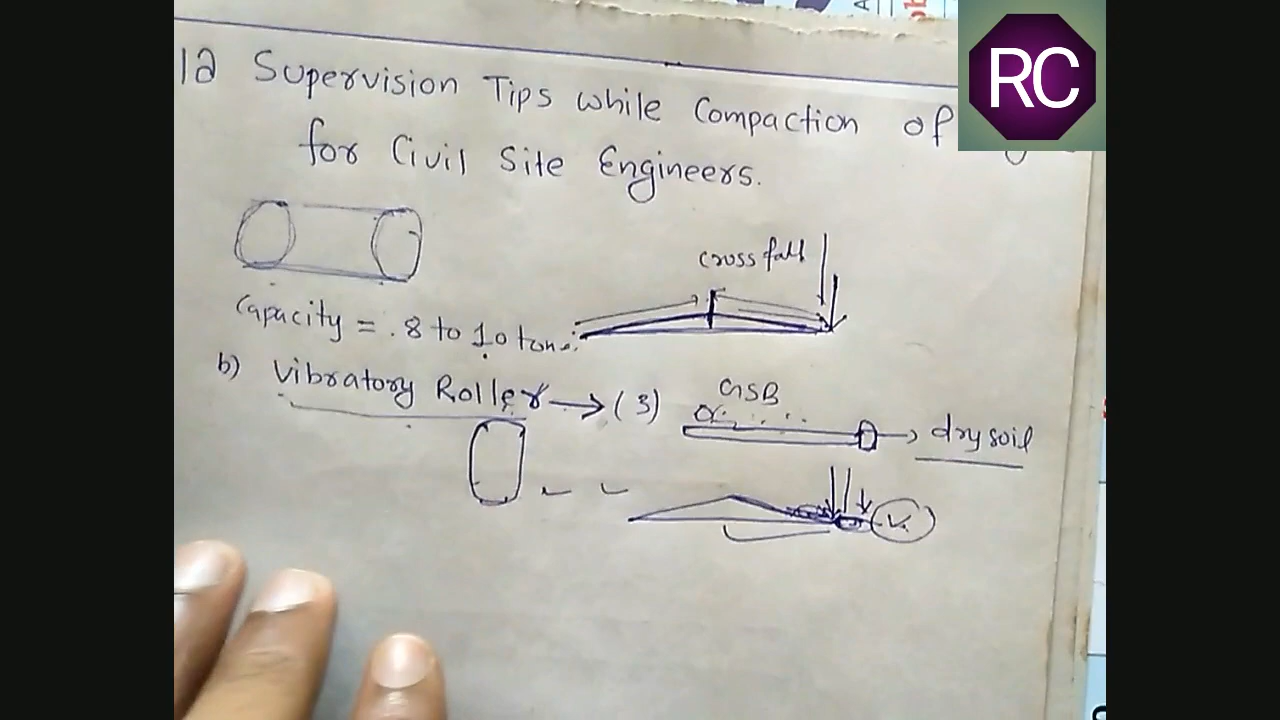 12 Supervision Tips while Compaction of
for Civil Site Engineers.
RC
cross fall
Capacity = . 8 to 10 tons.
b) Vibratory Roller → (3)
GSB
dry soil